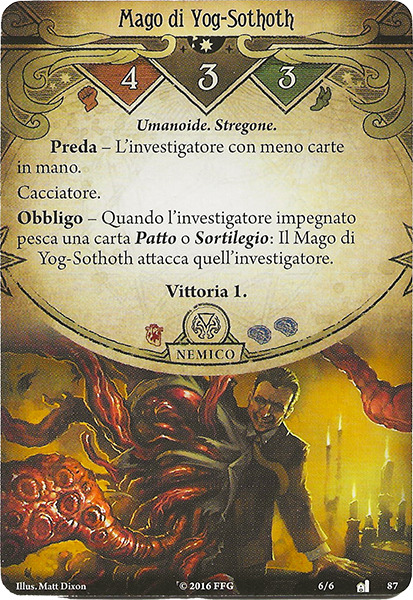 Mago di Yog-Sothoth
4 3 3
Umanoide. Stregone.
Preda – L'investigatore con meno carte
in mano.
Cacciatore.
Obbligo – Quando l'investigatore impegnato
pesca una carta Patto o Sortilegio: Il Mago di
Yog-Sothoth attacca quell'investigatore.
Vittoria 1.
NEMICO
Illus. Matt Dixon © 2016 FFG 6/6 87